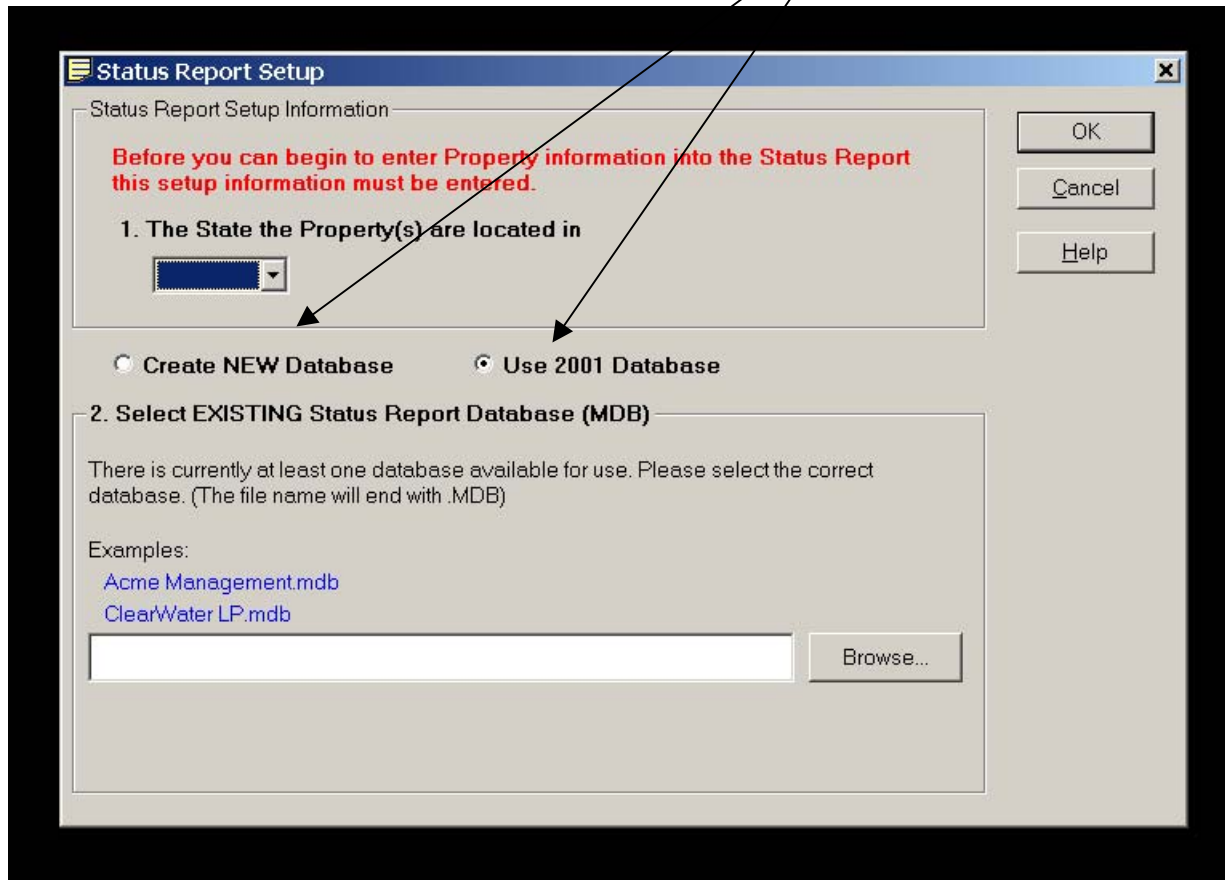 Status Report Setup
Status Report Setup Information
OK
Before you can begin to enter Property information into the Status Report
this setup information must be entered.
Cancel
1. The State the Property(s) are located in
Help
Create NEW Database
Use 2001 Database
2. Select EXISTING Status Report Database (MDB)
There is currently at least one database available for use. Please select the correct
database. (The file name will end with .MDB)
Examples:
Acme Management.mdb
ClearWater LP.mdb
Browse...